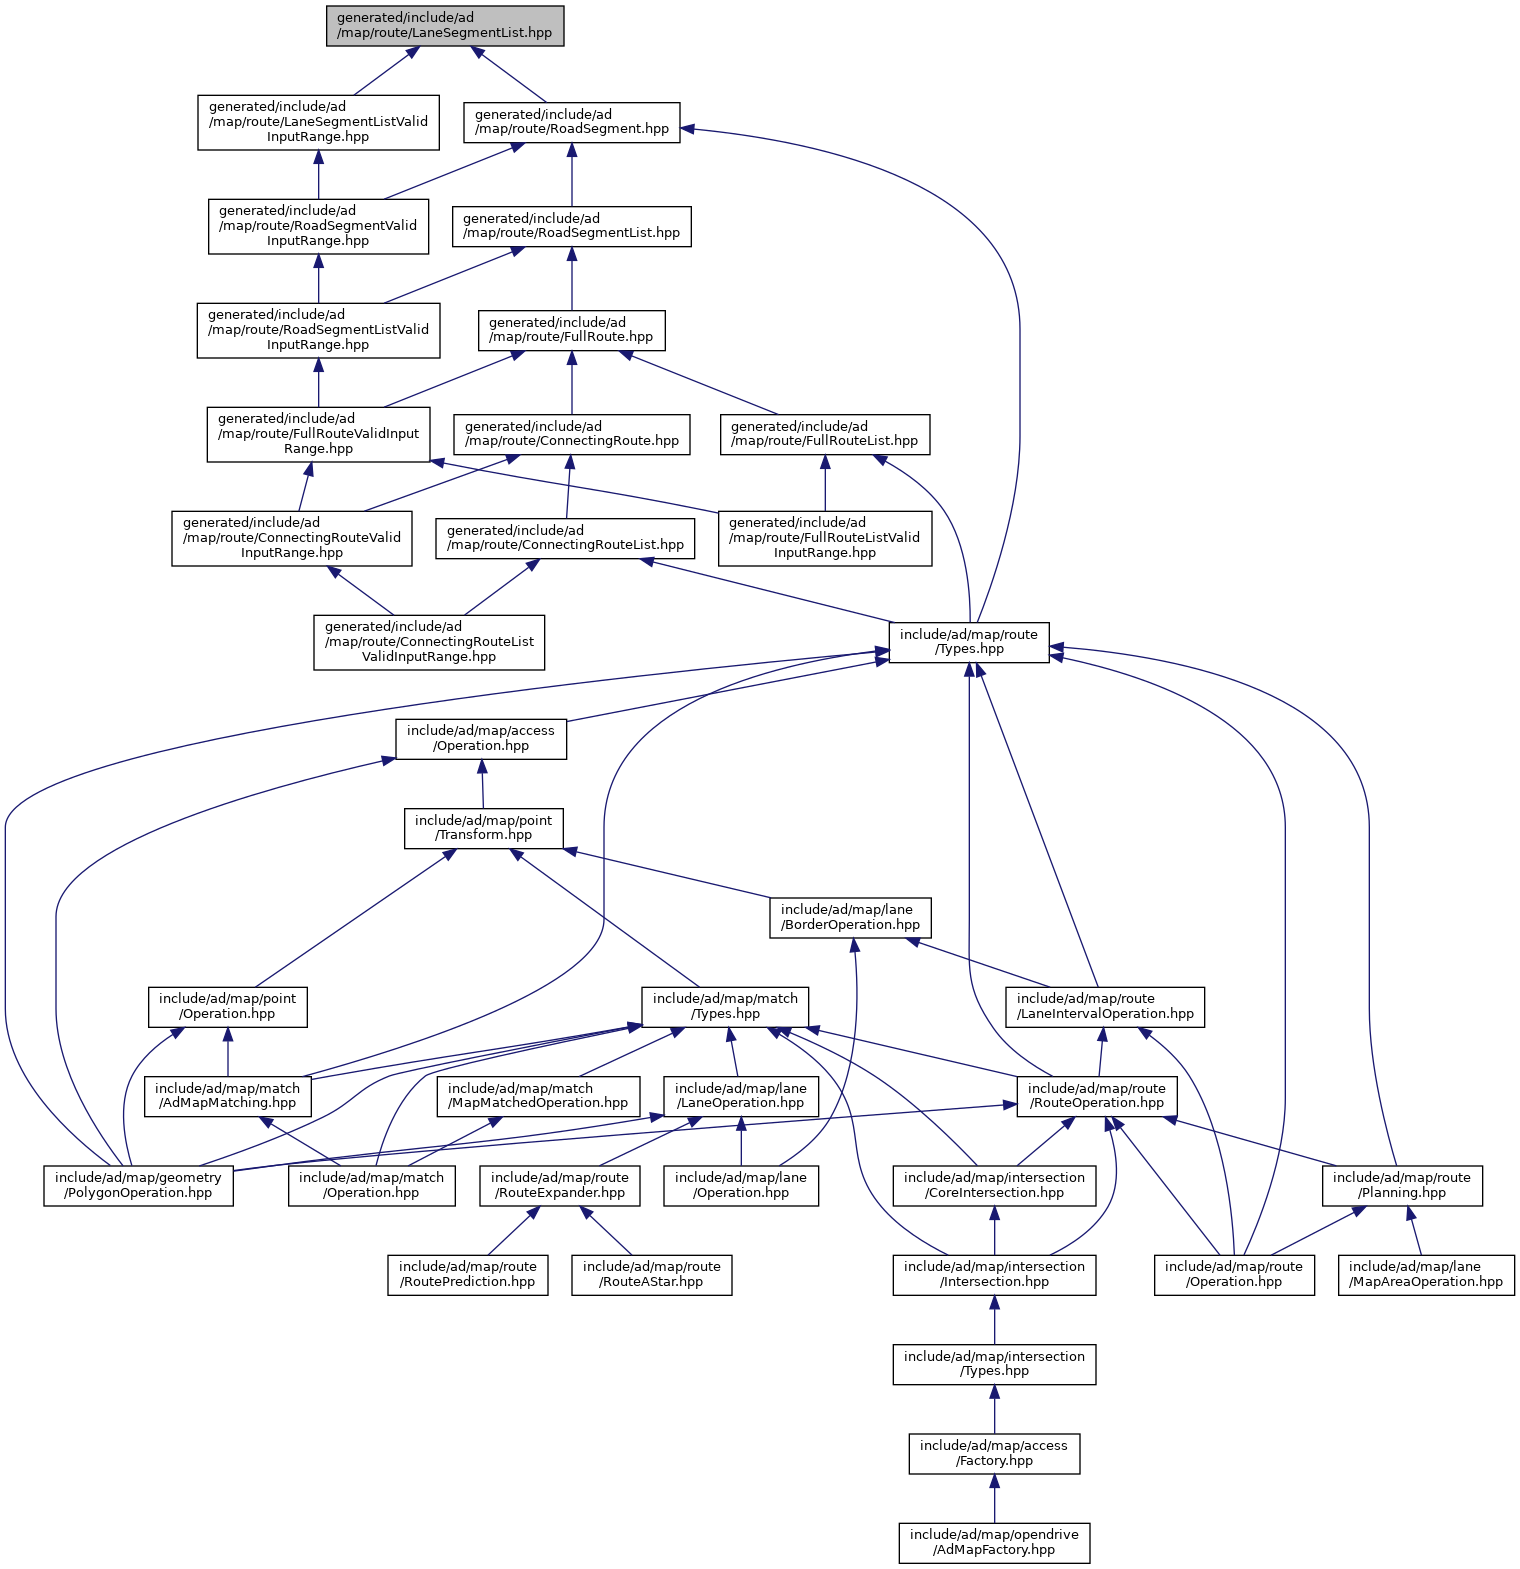 generated/include/ad
/map/route/LaneSegmentList.hpp
generated/include/ad
/map/route/LaneSegmentListValid
InputRange.hpp
generated/include/ad
/map/route/RoadSegment.hpp
generated/include/ad
/map/route/RoadSegmentValid
InputRange.hpp
generated/include/ad
/map/route/RoadSegmentList.hpp
generated/include/ad
/map/route/RoadSegmentListValid
InputRange.hpp
generated/include/ad
/map/route/FullRoute.hpp
generated/include/ad
/map/route/FullRouteValidInput
Range.hpp
generated/include/ad
/map/route/ConnectingRoute.hpp
generated/include/ad
/map/route/FullRouteList.hpp
generated/include/ad
/map/route/ConnectingRouteValid
InputRange.hpp
generated/include/ad
/map/route/ConnectingRouteList.hpp
generated/include/ad
/map/route/FullRouteListValid
InputRange.hpp
generated/include/ad
/map/route/ConnectingRouteList
ValidInputRange.hpp
include/ad/map/route
/Types.hpp
include/ad/map/access
/Operation.hpp
include/ad/map/point
/Transform.hpp
include/ad/map/lane
/BorderOperation.hpp
include/ad/map/point
/Operation.hpp
include/ad/map/match
/Types.hpp
include/ad/map/route
/LaneIntervalOperation.hpp
include/ad/map/match
/AdMapMatching.hpp
include/ad/map/match
/MapMatchedOperation.hpp
include/ad/map/lane
/LaneOperation.hpp
include/ad/map/route
/RouteOperation.hpp
include/ad/map/geometry
/PolygonOperation.hpp
include/ad/map/match
/Operation.hpp
include/ad/map/route
/RouteExpander.hpp
include/ad/map/lane
/Operation.hpp
include/ad/map/intersection
/CoreIntersection.hpp
include/ad/map/route
/Planning.hpp
include/ad/map/route
/RoutePrediction.hpp
include/ad/map/route
/RouteAStar.hpp
include/ad/map/intersection
/Intersection.hpp
include/ad/map/route
/Operation.hpp
include/ad/map/lane
/MapAreaOperation.hpp
include/ad/map/intersection
/Types.hpp
include/ad/map/access
/Factory.hpp
include/ad/map/opendrive
/AdMapFactory.hpp